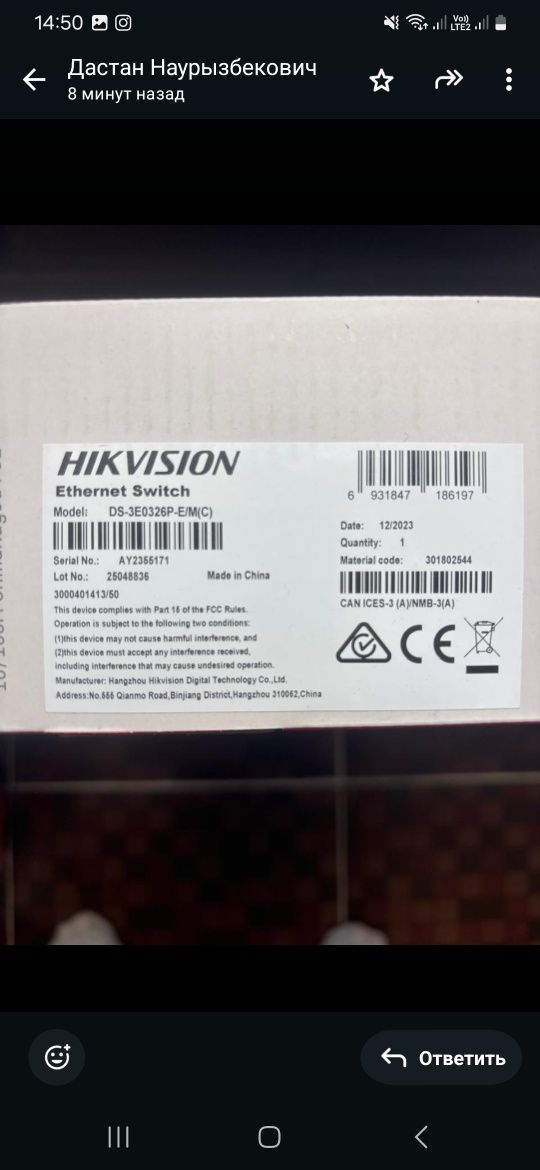 14:50
Vo))
LTE2
Дастан Наурызбекович
8 минут назад
HIKVISION
Ethernet Switch
Model: DS-3E0326P-E/M(C)
Serial No.: AY2355171
Lot No.: 25048836 Made in China
3000401413/50
This device complies with Part 15 of the FCC Rules.
Operation is subject to the following two conditions:
(1)this device may not cause harmful interference, and
(2)this device must accept any interference received,
including interference that may cause undesired operation.
Manufacturer: Hangzhou Hikvision Digital Technology Co.,Ltd.
Address:No.555 Qianmo Road,Binjiang District,Hangzhou 310052,China
6 931847 186197
Date: 12/2023
Quantity: 1
Material code: 301802544
CAN ICES-3 (A)/NMB-3(A)
CE
Ответить